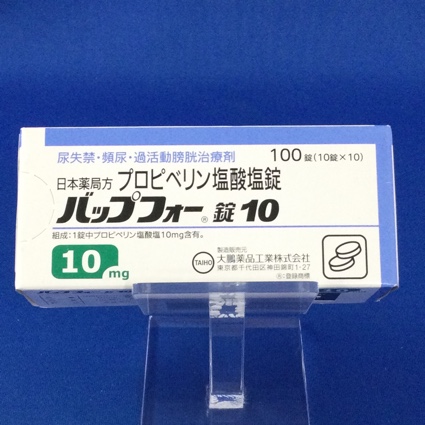 尿失禁・頻尿・過活動膀胱治療剤
100錠(10錠×10)
日本薬局方 プロピベリン塩酸塩錠
バップフォー® 錠 10
組成:1錠中プロピベリン塩酸塩10mg含有。
10 mg
製造販売元
TAIHO 大鵬薬品工業株式会社
東京都千代田区神田錦町1-27
®:登録商標